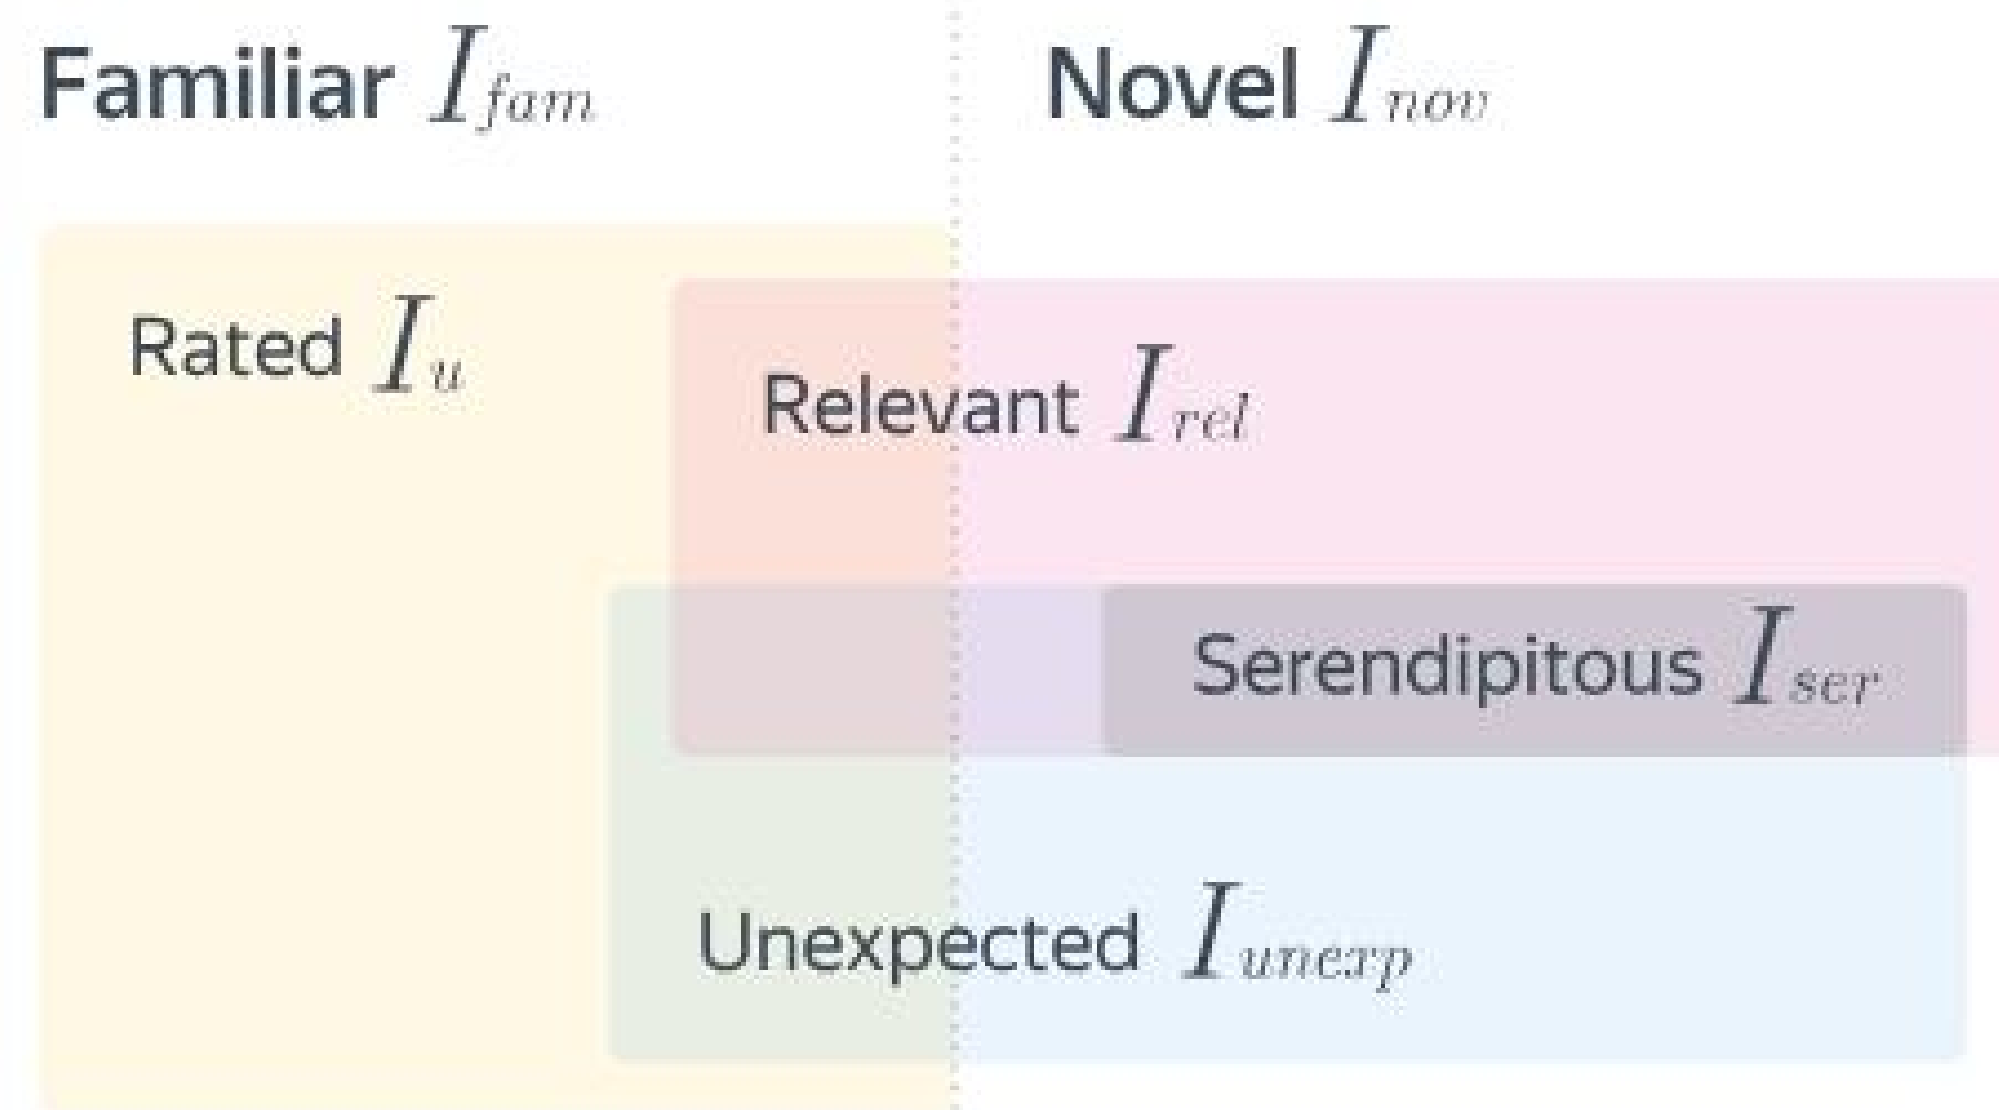 Familiar I_fam
Novel I_nov
Rated I_u
Relevant I_rel
Serendipitous I_ser
Unexpected I_unexp